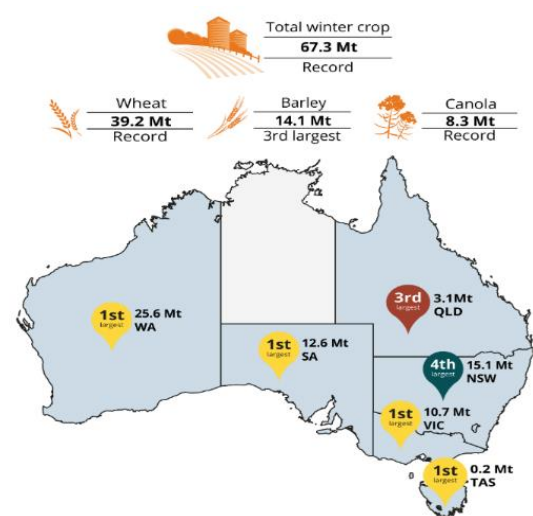 Total winter crop
67.3 Mt
Record
Wheat
39.2 Mt
Record
Barley
14.1 Mt
3rd largest
Canola
8.3 Mt
Record
3rd
largest
3.1Mt
QLD
1st
largest
25.6 Mt
WA
1st
largest
12.6 Mt
SA
4th
largest
15.1 Mt
NSW
1st
largest
10.7 Mt
VIC
1st
largest
0.2 Mt
TAS